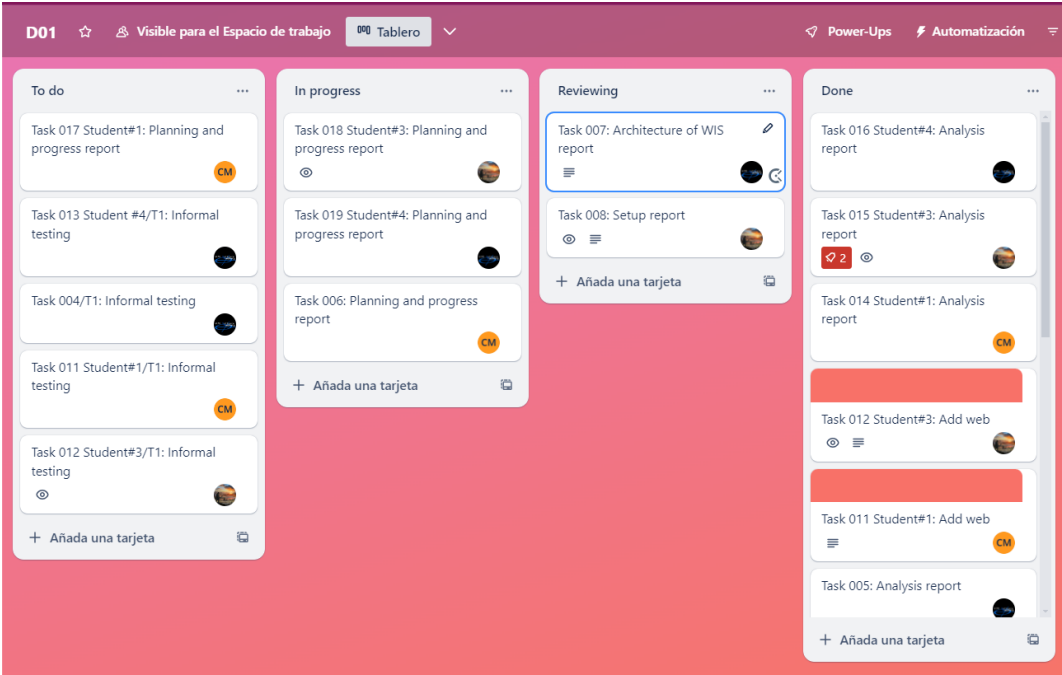 D01
Visible para el Espacio de trabajo
Tablero
Power-Ups
Automatización
To do
Task 017 Student#1: Planning and
progress report
CM
Task 013 Student #4/T1: Informal
testing
Task 004/T1: Informal testing
Task 011 Student#1/T1: Informal
testing
CM
Task 012 Student#3/T1: Informal
testing
Añada una tarjeta
In progress
Task 018 Student#3: Planning and
progress report
Task 019 Student#4: Planning and
progress report
Task 006: Planning and progress
report
CM
Añada una tarjeta
Reviewing
Task 007: Architecture of WIS
report
Task 008: Setup report
Añada una tarjeta
Done
Task 016 Student#4: Analysis
report
Task 015 Student#3: Analysis
report
2
Task 014 Student#1: Analysis
report
CM
Task 012 Student#3: Add web
Task 011 Student#1: Add web
CM
Task 005: Analysis report
Añada una tarjeta